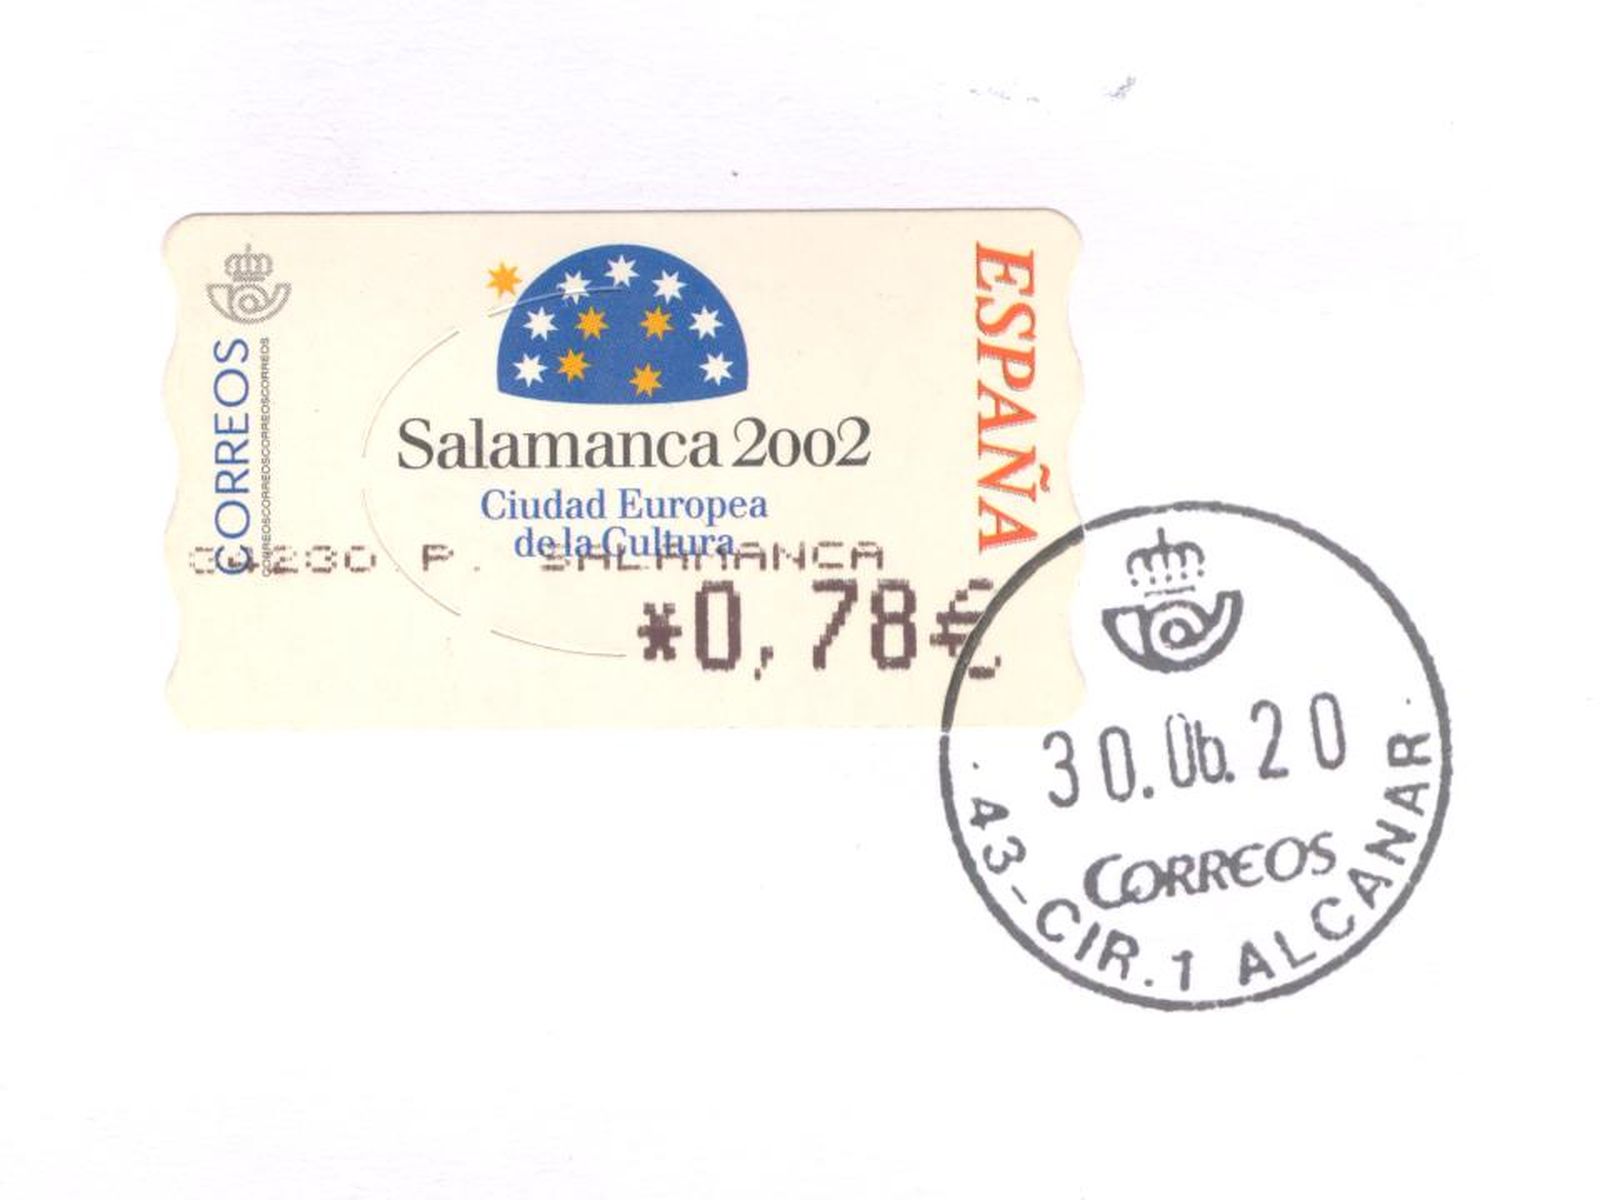 CORREOS
CORREOSCORREOSCORREOSCORREOS
Salamanca 2002
Ciudad Europea
de la Cultura
P. SALAMANCA
*0,78€
ESPAÑA
30.06.20
CORREOS
43-CIR.1 ALCANAR